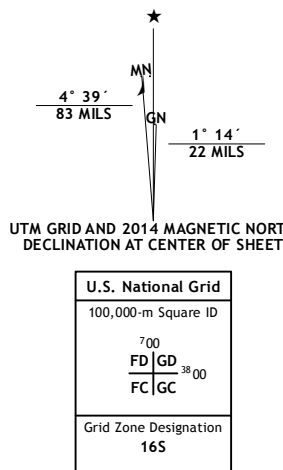 ★
MN
GN
4° 39´
83 MILS
1° 14´
22 MILS
UTM GRID AND 2014 MAGNETIC NORT
DECLINATION AT CENTER OF SHEET
U.S. National Grid
100,000-m Square ID
⁷00
FD GD
³⁸00
FC GC
Grid Zone Designation
16S